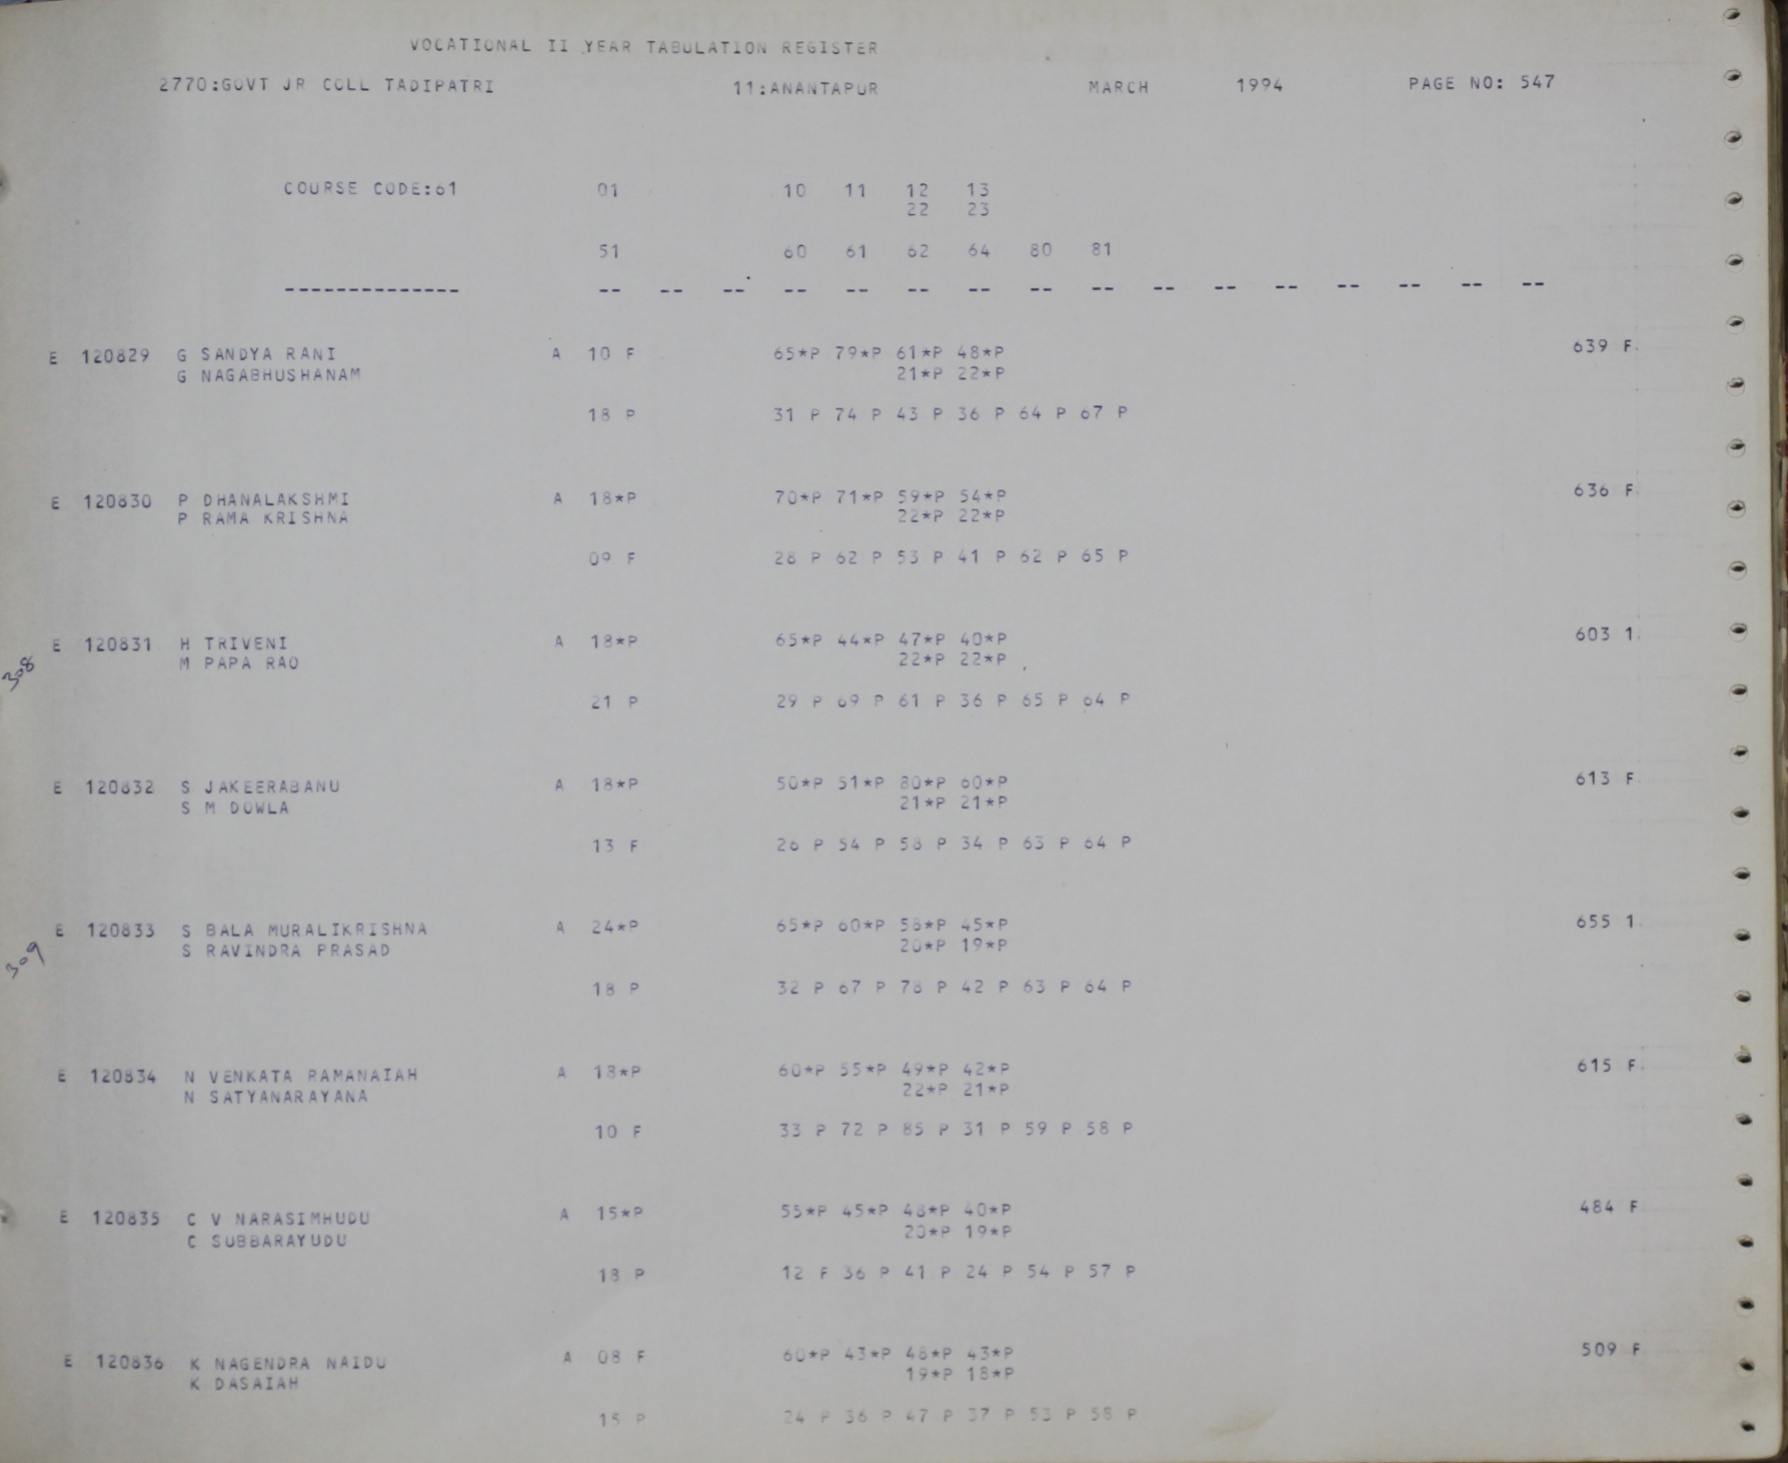 VOCATIONAL II YEAR TABULATION REGISTER
2770:GOVT JR COLL TADIPATRI 11:ANANTAPUR MARCH 1994 PAGE NO: 547
COURSE CODE:61 01 10 11 12 13
22 23
51 60 61 62 64 80 81
-------------- -- -- -- -- -- -- -- -- -- -- -- -- -- -- -- --
E 120829 G SANDYA RANI A 10 F 65*P 79*P 61*P 48*P 639 F.
G NAGABHUSHANAM 21*P 22*P
18 P 31 P 74 P 43 P 36 P 64 P 67 P
E 120830 P DHANALAKSHMI A 18*P 70*P 71*P 59*P 54*P 636 F.
P RAMA KRISHNA 22*P 22*P
09 F 28 P 62 P 53 P 41 P 62 P 65 P
E 120831 H TRIVENI A 18*P 65*P 44*P 47*P 40*P 603 1.
308 M PAPA RAO 22*P 22*P
21 P 29 P 69 P 61 P 36 P 65 P 64 P
E 120832 S JAKEERABANU A 18*P 50*P 51*P 80*P 60*P 613 F.
S M DOWLA 21*P 21*P
13 F 26 P 54 P 58 P 34 P 63 P 64 P
E 120833 S BALA MURALIKRISHNA A 24*P 65*P 60*P 58*P 45*P 655 1.
309 S RAVINDRA PRASAD 20*P 19*P
18 P 32 P 67 P 78 P 42 P 63 P 64 P
E 120834 N VENKATA RAMANAIAH A 18*P 60*P 55*P 49*P 42*P 615 F.
N SATYANARAYANA 22*P 21*P
10 F 33 P 72 P 85 P 31 P 59 P 58 P
E 120835 C V NARASIMHUDU A 15*P 55*P 45*P 48*P 40*P 484 F
C SUBBARAYUDU 20*P 19*P
18 P 12 F 36 P 41 P 24 P 54 P 57 P
E 120836 K NAGENDRA NAIDU A 08 F 60*P 43*P 48*P 43*P 509 F
K DASAIAH 19*P 18*P
15 P 24 P 36 P 47 P 37 P 53 P 58 P